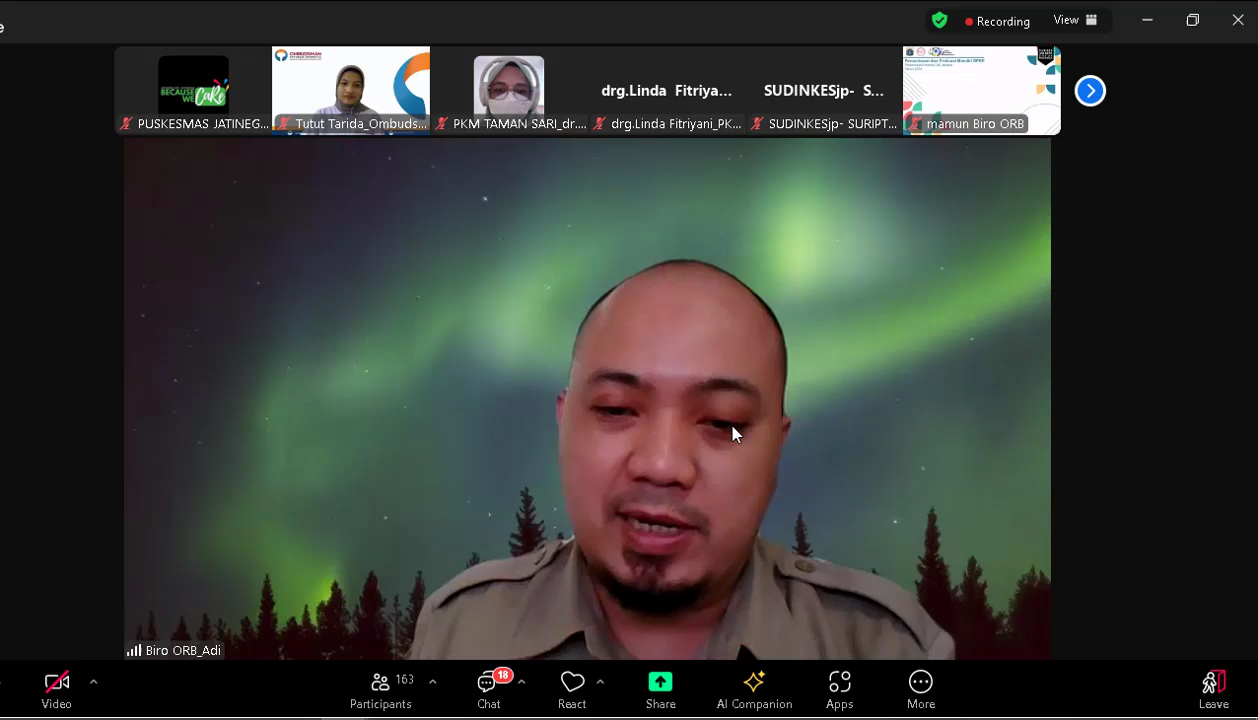 e
Recording
View
BECAUSE
WE CaRe
OMBUDSMAN
drg.Linda Fitriya...
SUDINKESjp- S...
PUSKESMAS JATINEG...
Tutut Tarida_Ombuds...
PKM TAMAN SARI_dr....
drg.Linda Fitriyani_PK...
SUDINKESjp- SURIPT...
mamun Biro ORB
Biro ORB_Adi
Video
163
Participants
18
Chat
React
Share
AI Companion
Apps
More
Leave